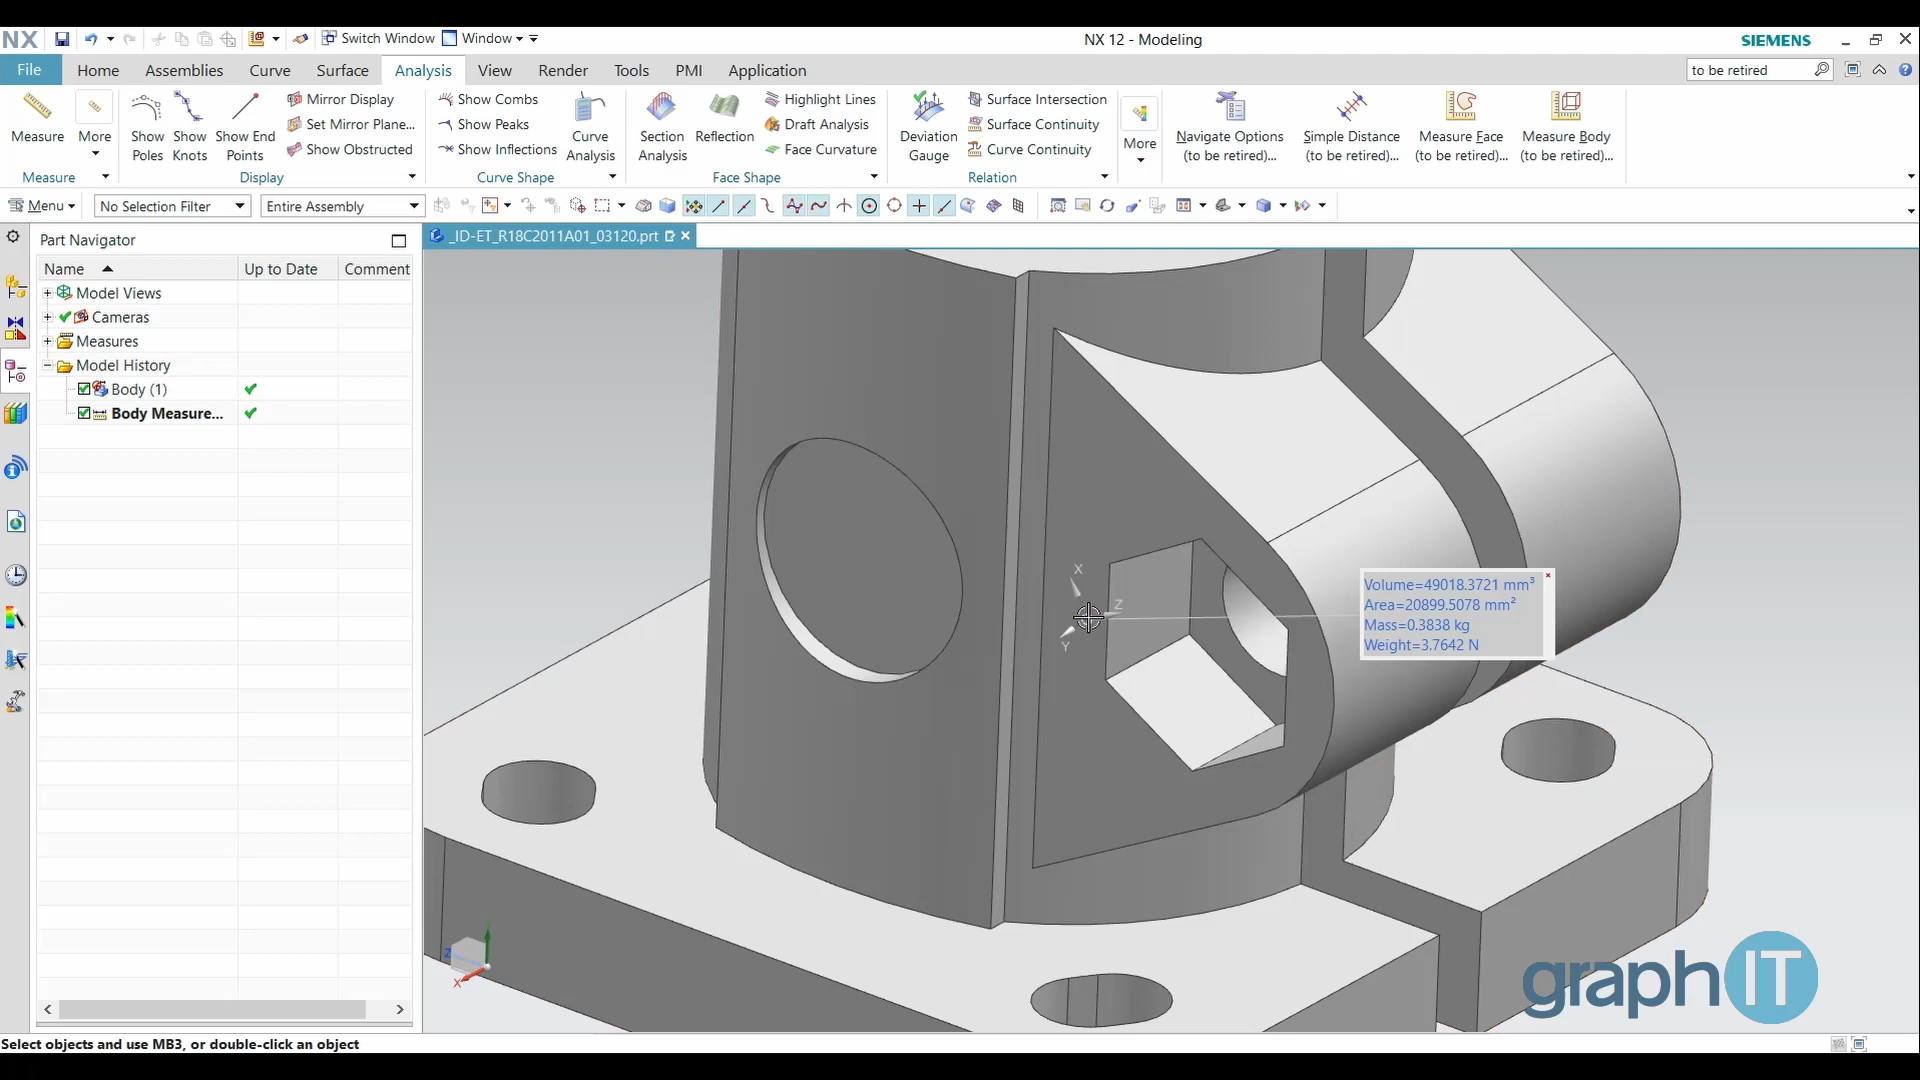 NX
Switch Window
Window
NX 12 - Modeling
SIEMENS
File
Home
Assemblies
Curve
Surface
Analysis
View
Render
Tools
PMI
Application
to be retired
Measure
More
Show Poles
Show Knots
Show End Points
Mirror Display
Set Mirror Plane...
Show Obstructed
Show Combs
Show Peaks
Show Inflections
Curve Analysis
Section Analysis
Reflection
Highlight Lines
Draft Analysis
Face Curvature
Deviation Gauge
Surface Intersection
Surface Continuity
Curve Continuity
More
Navigate Options (to be retired)...
Simple Distance (to be retired)...
Measure Face (to be retired)...
Measure Body (to be retired)...
Measure
Display
Curve Shape
Face Shape
Relation
Menu
No Selection Filter
Entire Assembly
Part Navigator
_ID-ET_R18C2011A01_03120.prt
Name
Up to Date
Comment
Model Views
Cameras
Measures
Model History
Body (1)
Body Measure...
X
Z
Y
Volume=49018.3721 mm³
Area=20899.5078 mm²
Mass=0.3838 kg
Weight=3.7642 N
Z
X
graphIT
Select objects and use MB3, or double-click an object